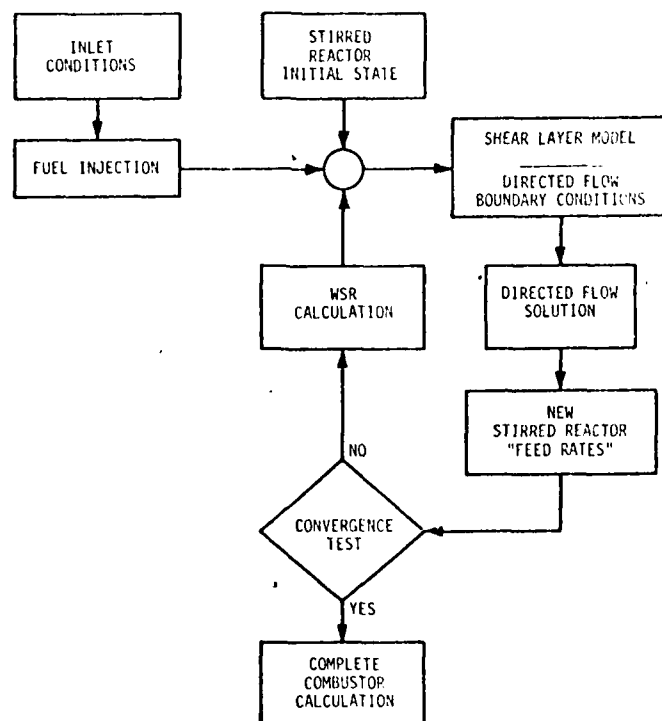 INLET
CONDITIONS
STIRRED
REACTOR
INITIAL STATE
FUEL INJECTION
SHEAR LAYER MODEL
DIRECTED FLOW
BOUNDARY CONDITIONS
WSR
CALCULATION
DIRECTED FLOW
SOLUTION
NEW
STIRRED REACTOR
"FEED RATES"
NO
CONVERGENCE
TEST
YES
COMPLETE
COMBUSTOR
CALCULATION